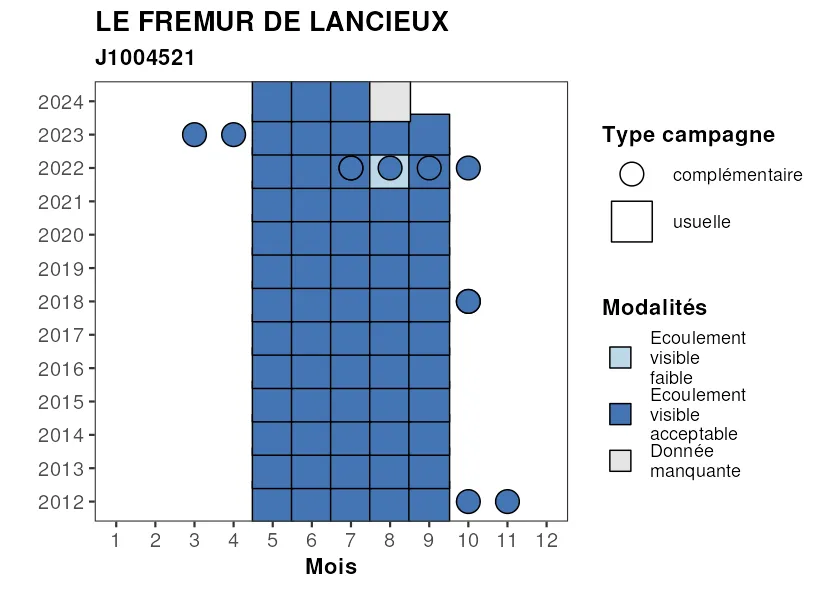 LE FREMUR DE LANCIEUX
J1004521
2024
2023
2022
2021
2020
2019
2018
2017
2016
2015
2014
2013
2012
1 2 3 4 5 6 7 8 9 10 11 12
Mois
Type campagne
complémentaire
usuelle
Modalités
Ecoulement
visible
faible
Ecoulement
visible
acceptable
Donnée
manquante